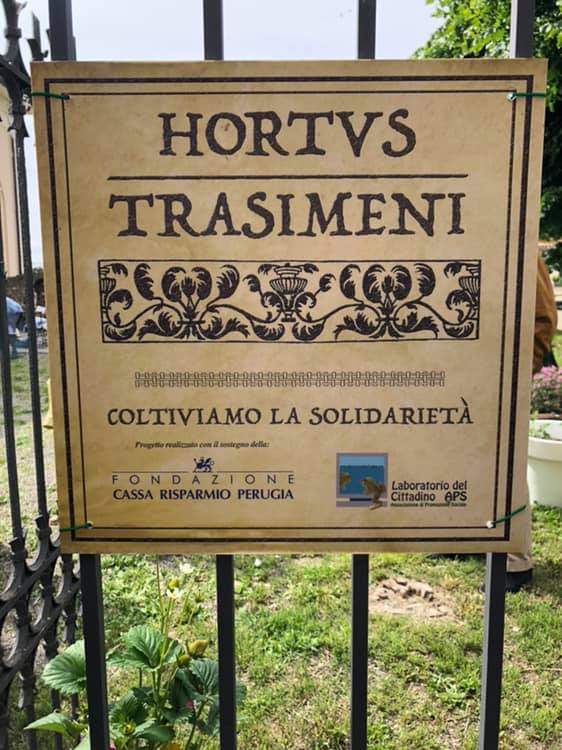 HORTVS
TRASIMENI
COLTIVIAMO LA SOLIDARIETÀ
Progetto realizzato con il sostegno della:
FONDAZIONE
CASSA RISPARMIO PERUGIA
Laboratorio del
Cittadino APS
Associazione di Promozione Sociale